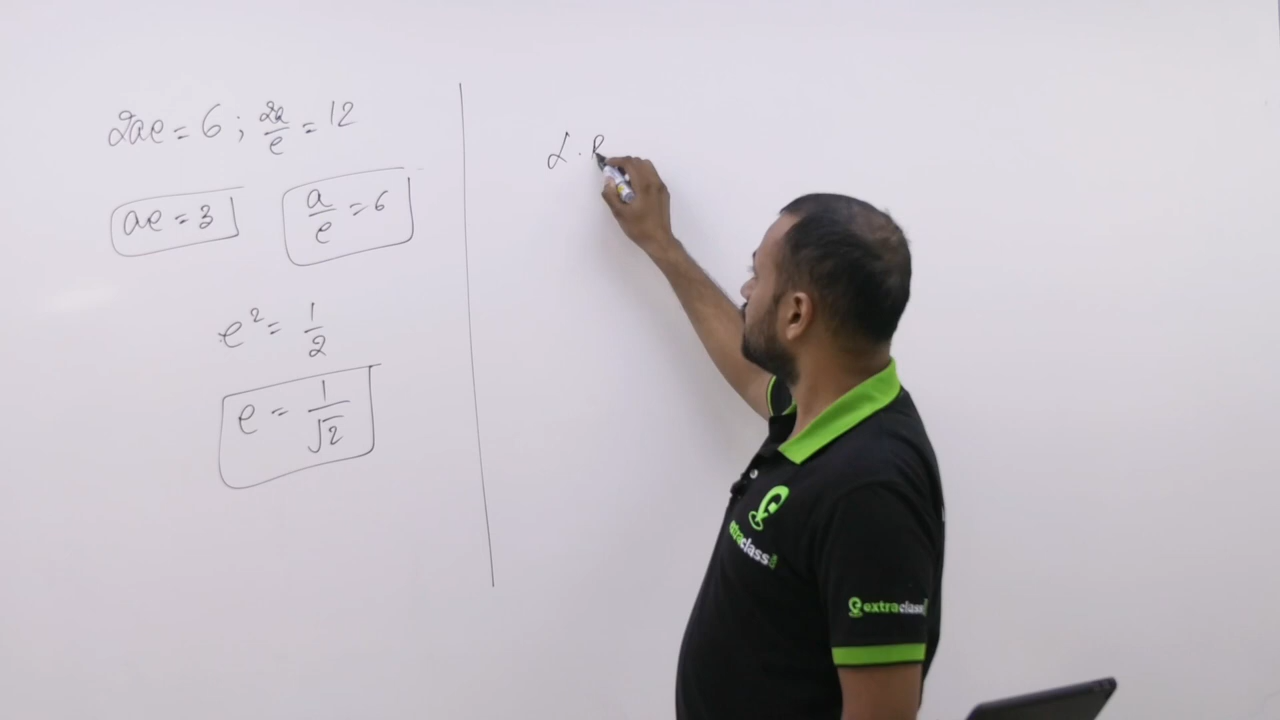 2ae = 6 ; 2a/e = 12
ae = 3
a/e = 6
e² = 1/2
e = 1/√2
L. R
extraclass
extraclass